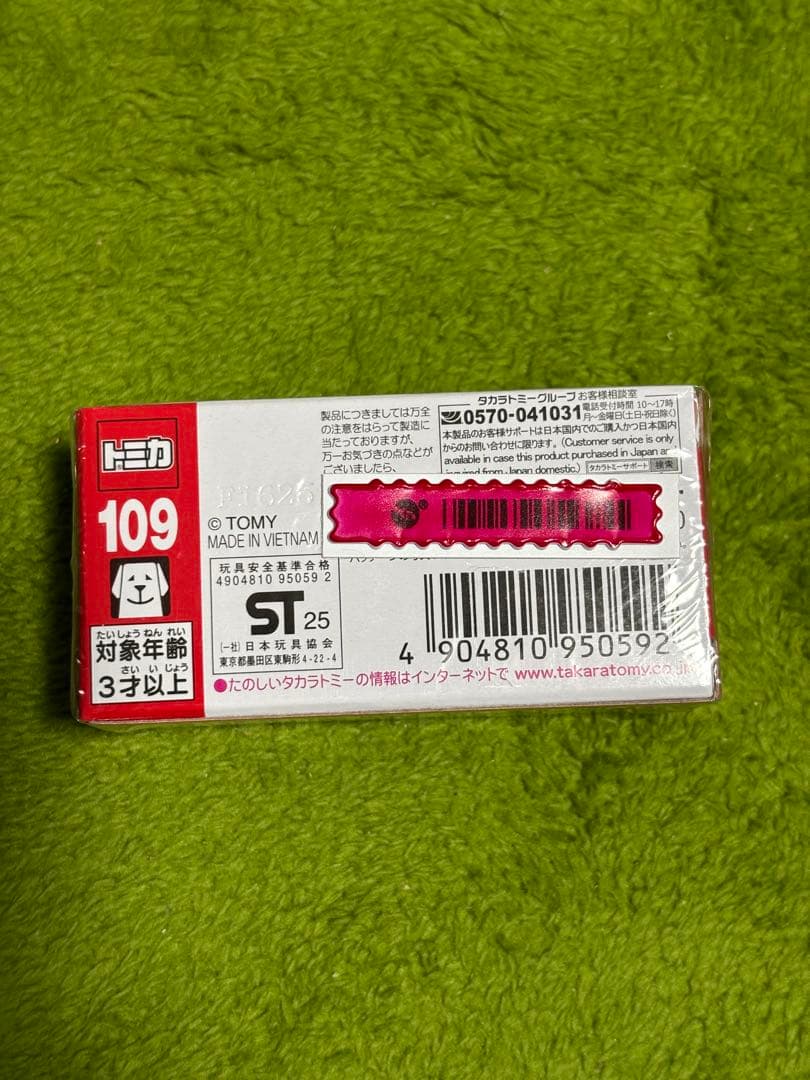 トミカ
109
たいしょう ねん れい
対象年齢
さい い じょう
3才以上
製品につきましては万全
の注意をはらって製造に
当たっておりますが、
万一お気づきの点などが
ございましたら、
タカラトミーグループ お客様相談室
0570-041031 電話受付時間 10〜17時
月〜金曜日(土日・祝日除く)
本製品のお客様サポートは日本国内でのご購入かつ日本国内
からのお問い合わせに限ります。(Customer service is only
available in case this product purchased in Japan and
inquired from Japan domestic.) タカラトミーサポート 検索
© TOMY
MADE IN VIETNAM
玩具安全基準合格
4904810 95059 2
ST 25
(一社)日本玩具協会
東京都墨田区東駒形4-22-4
4 904810 950592
●たのしいタカラトミーの情報はインターネットで www.takaratomy.co.jp